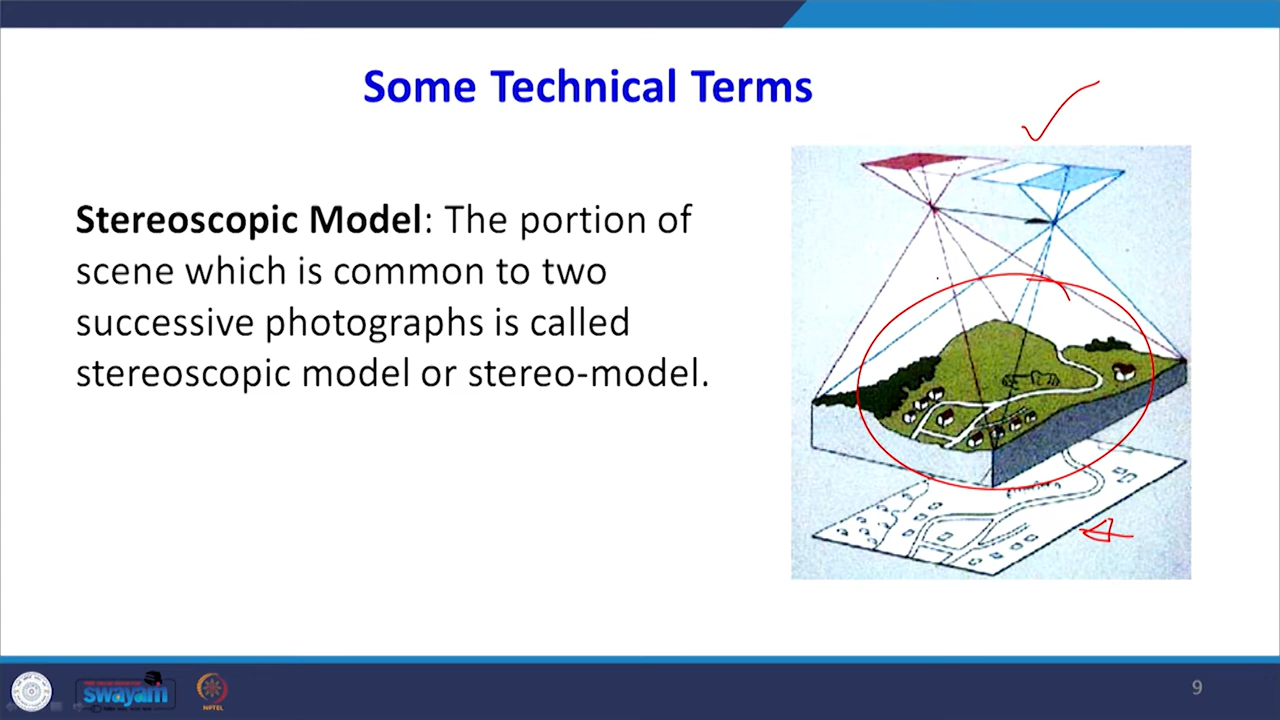 Some Technical Terms
Stereoscopic Model: The portion of
scene which is common to two
successive photographs is called
stereoscopic model or stereo-model.
swayam
NPTEL
9